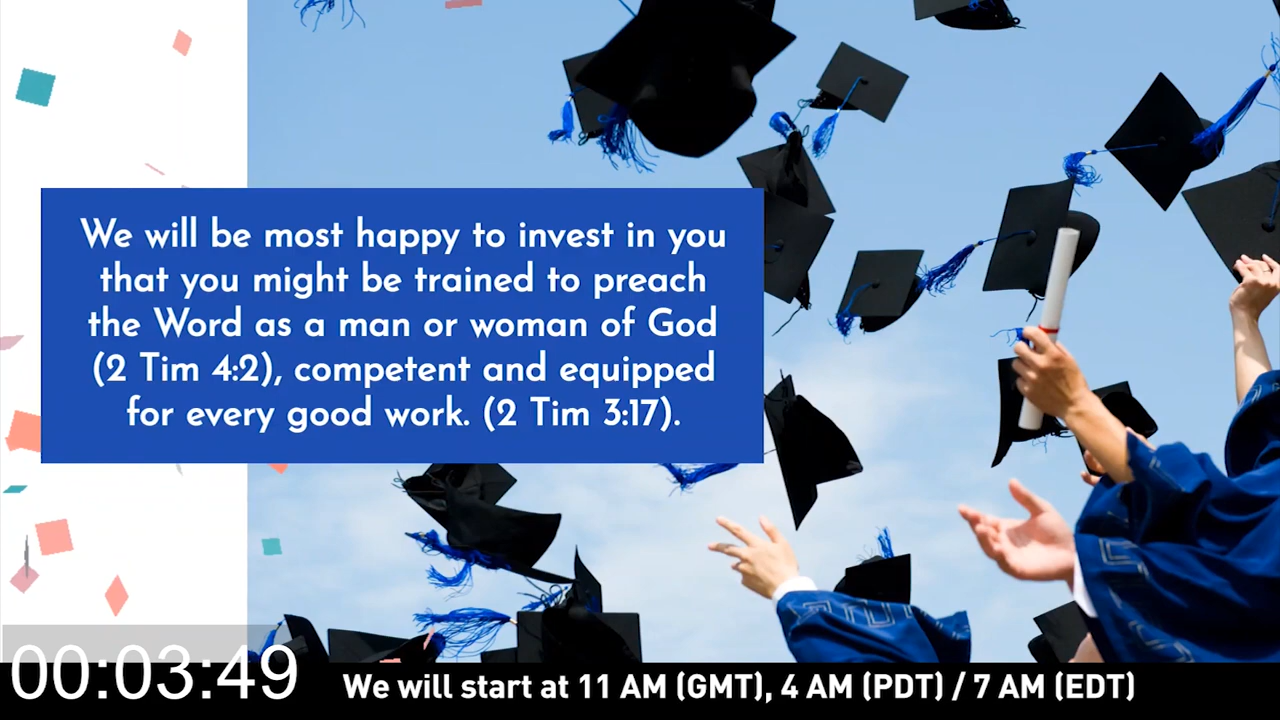 We will be most happy to invest in you
that you might be trained to preach
the Word as a man or woman of God
(2 Tim 4:2), competent and equipped
for every good work. (2 Tim 3:17).
00:03:49
We will start at 11 AM (GMT), 4 AM (PDT) / 7 AM (EDT)